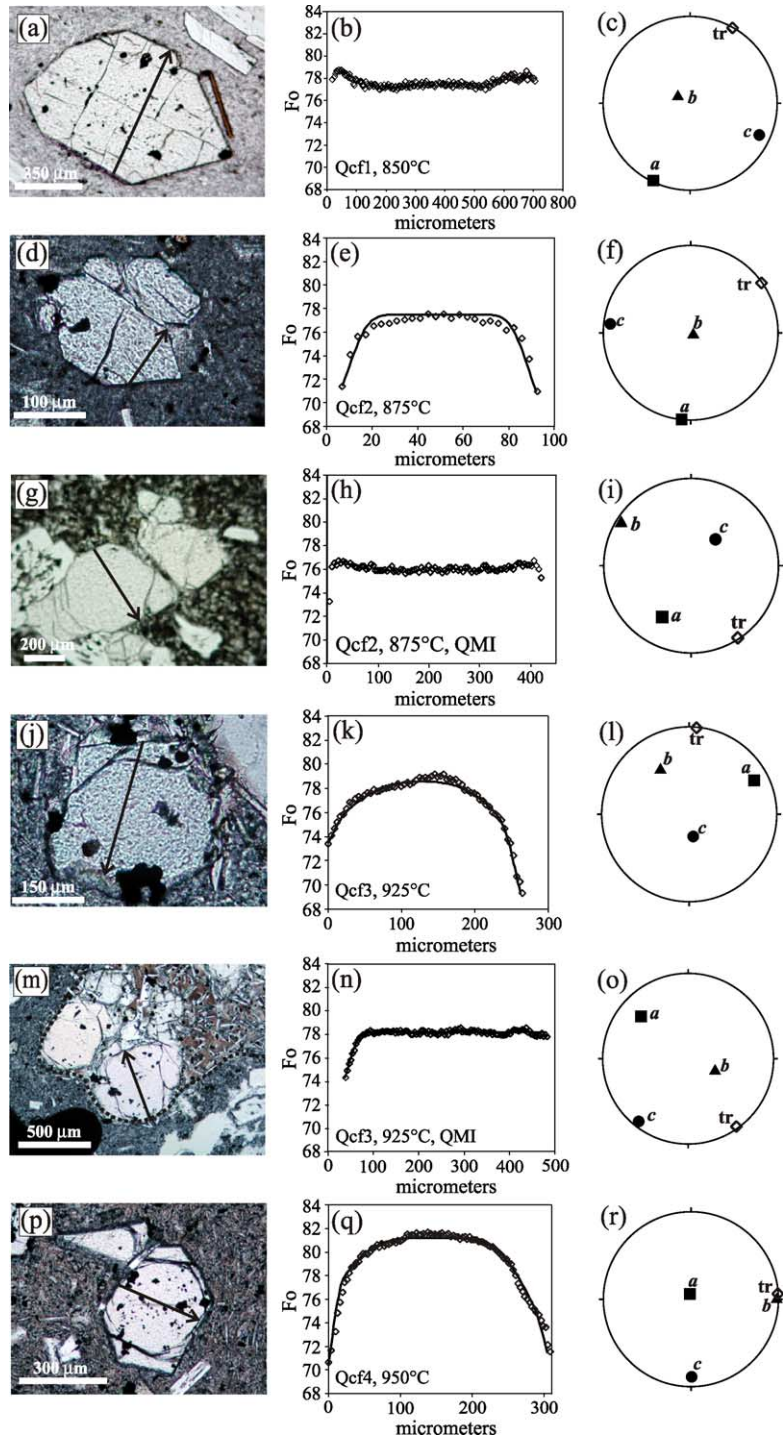 (a)
350 μm
(b)
Fo
84
82
80
78
76
74
72
70
68
Qcf1, 850°C
0 100 200 300 400 500 600 700 800
micrometers
(c)
tr
b
c
a
(d)
100 μm
(e)
Fo
84
82
80
78
76
74
72
70
68
Qcf2, 875°C
0 20 40 60 80 100
micrometers
(f)
tr
c
b
a
(g)
200 μm
(h)
Fo
84
82
80
78
76
74
72
70
68
Qcf2, 875°C, QMI
0 100 200 300 400
micrometers
(i)
b
c
a
tr
(j)
150 μm
(k)
Fo
84
82
80
78
76
74
72
70
68
Qcf3, 925°C
0 100 200 300
micrometers
(l)
tr
b
a
c
(m)
500 μm
(n)
Fo
84
82
80
78
76
74
72
70
68
Qcf3, 925°C, QMI
0 100 200 300 400 500
micrometers
(o)
a
b
c
tr
(p)
300 μm
(q)
Fo
84
82
80
78
76
74
72
70
68
Qcf4, 950°C
0 100 200 300
micrometers
(r)
a
tr
b
c